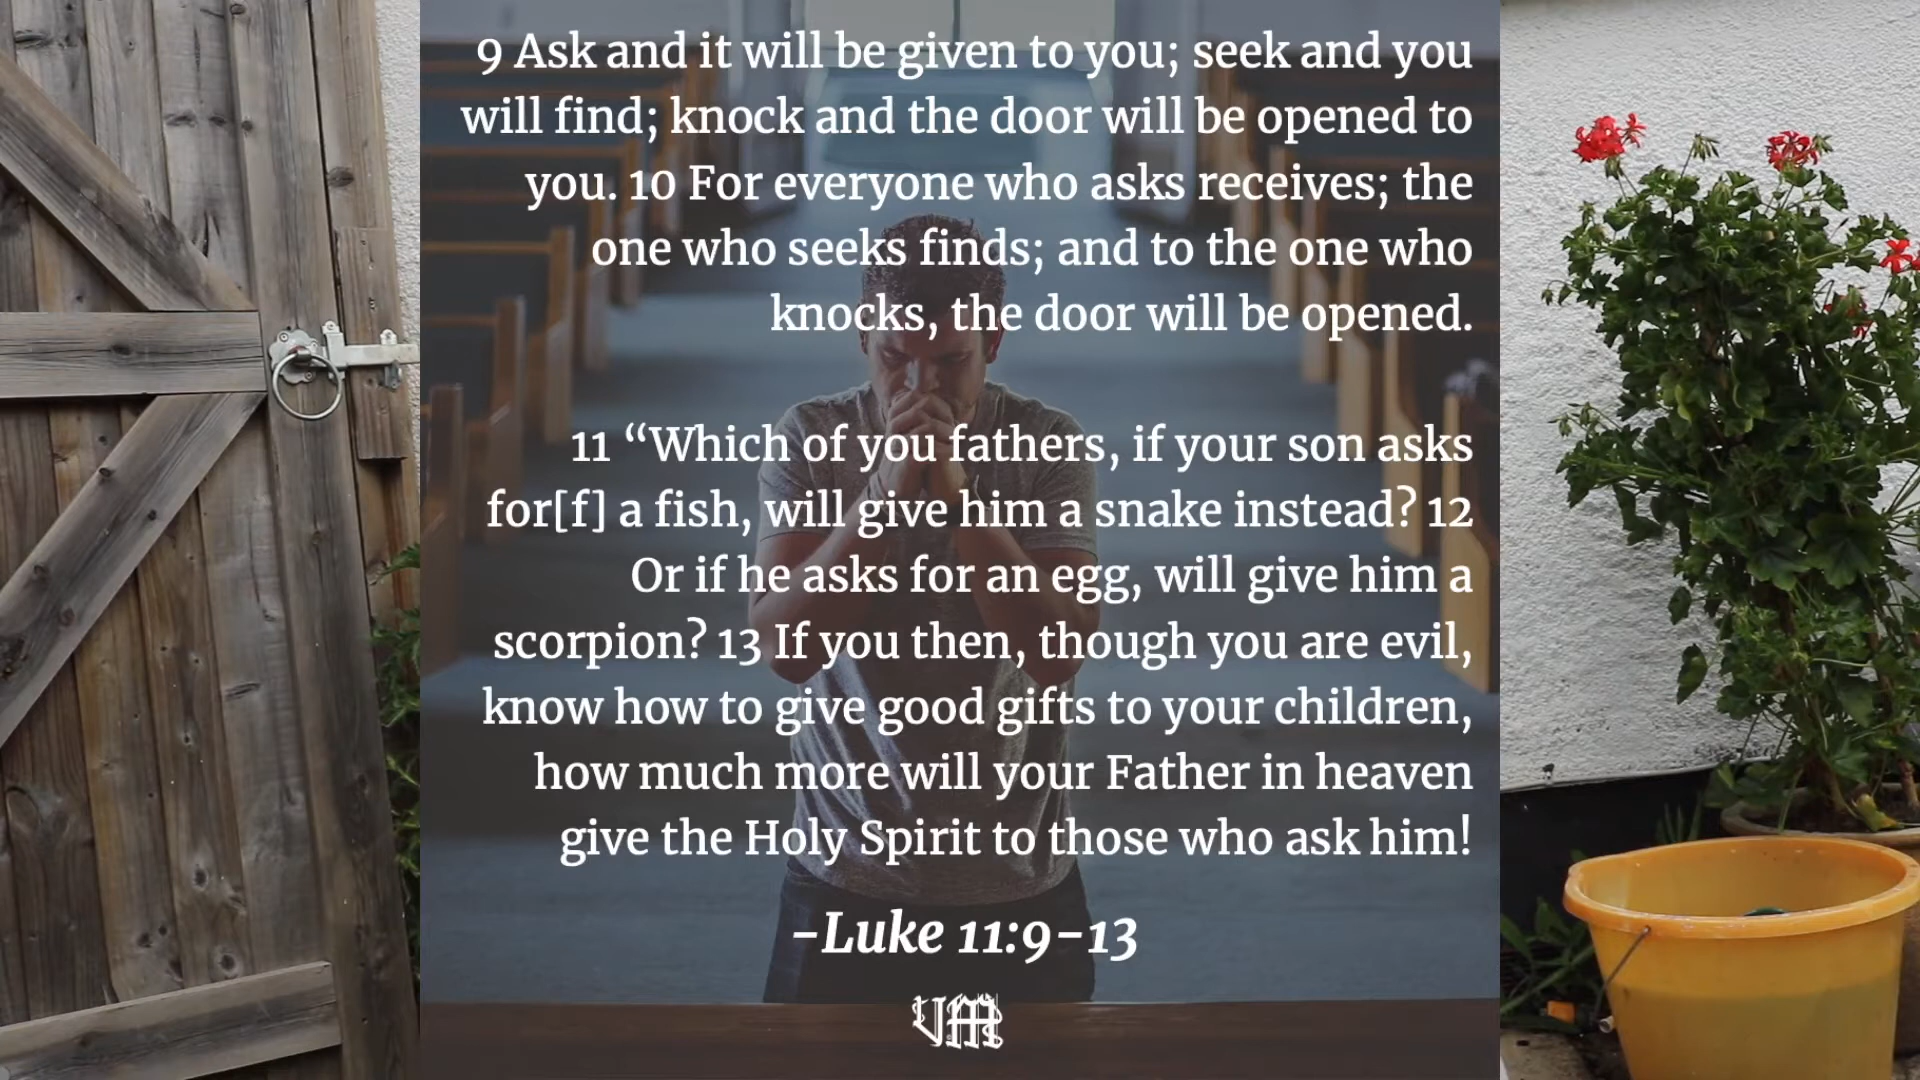 9 Ask and it will be given to you; seek and you
will find; knock and the door will be opened to
you. 10 For everyone who asks receives; the
one who seeks finds; and to the one who
knocks, the door will be opened.
11 “Which of you fathers, if your son asks
for[f] a fish, will give him a snake instead? 12
Or if he asks for an egg, will give him a
scorpion? 13 If you then, though you are evil,
know how to give good gifts to your children,
how much more will your Father in heaven
give the Holy Spirit to those who ask him!
-Luke 11:9-13
VM